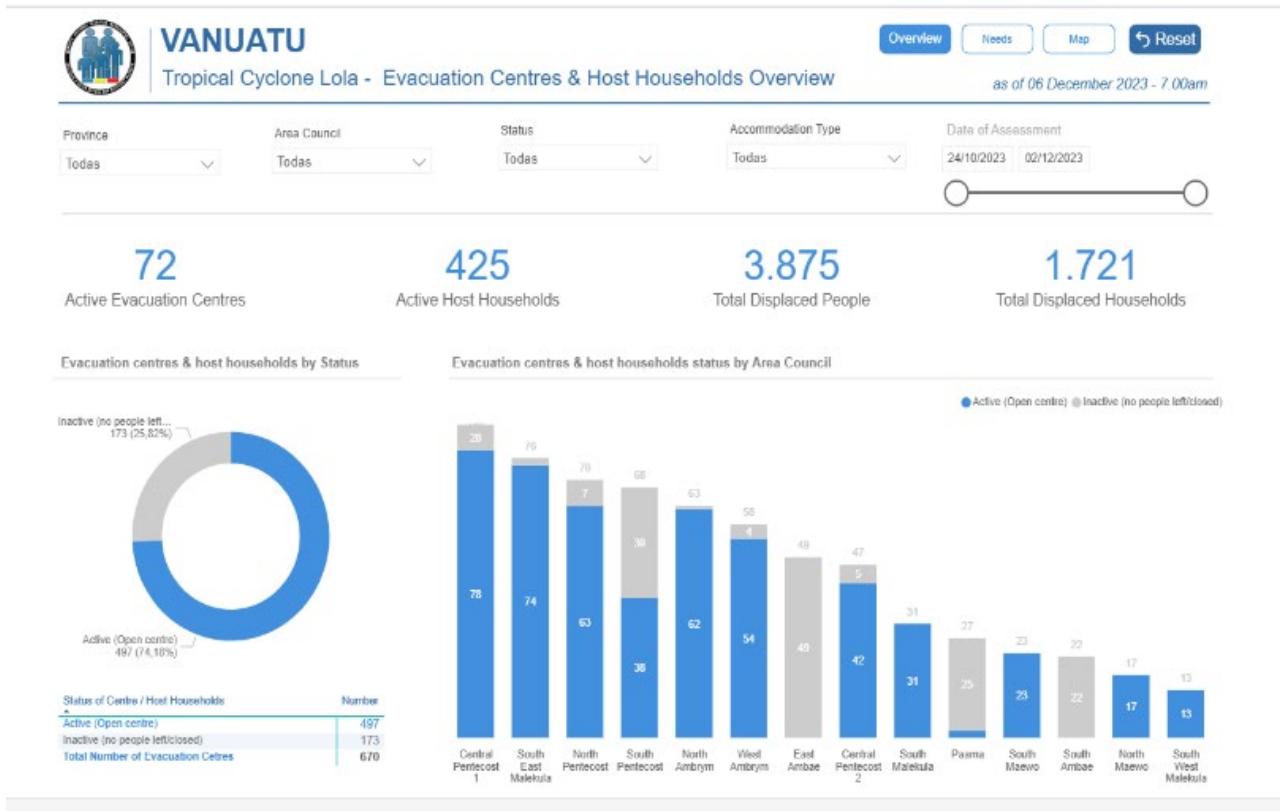 VANUATU
Tropical Cyclone Lola - Evacuation Centres & Host Households Overview
Overview
Needs
Map
Reset
as of 06 December 2023 - 7.00am
Province
Todas
Area Council
Todas
Status
Todas
Accommodation Type
Todas
Date of Assessment
24/10/2023 02/12/2023
72
Active Evacuation Centres
425
Active Host Households
3.875
Total Displaced People
1.721
Total Displaced Households
Evacuation centres & host households by Status
Inactive (no people left...
173 (25,82%)
Active (Open centre)
497 (74,18%)
Status of Centre / Host Households Number
Active (Open centre) 497
Inactive (no people left/closed) 173
Total Number of Evacuation Cetres 670
Evacuation centres & host households status by Area Council
Active (Open centre) Inactive (no people left/closed)
78
76
74
70
7
63
68
30
38
63
62
58
4
54
49
49
47
5
42
31
31
27
25
23
23
22
22
17
17
13
13
Central Pentecost 1
South East Malekula
North Pentecost
South Pentecost
North Ambrym
West Ambrym
East Ambae
Central Pentecost 2
South Malekula
Paama
South Maewo
South Ambae
North Maewo
South West Malekula